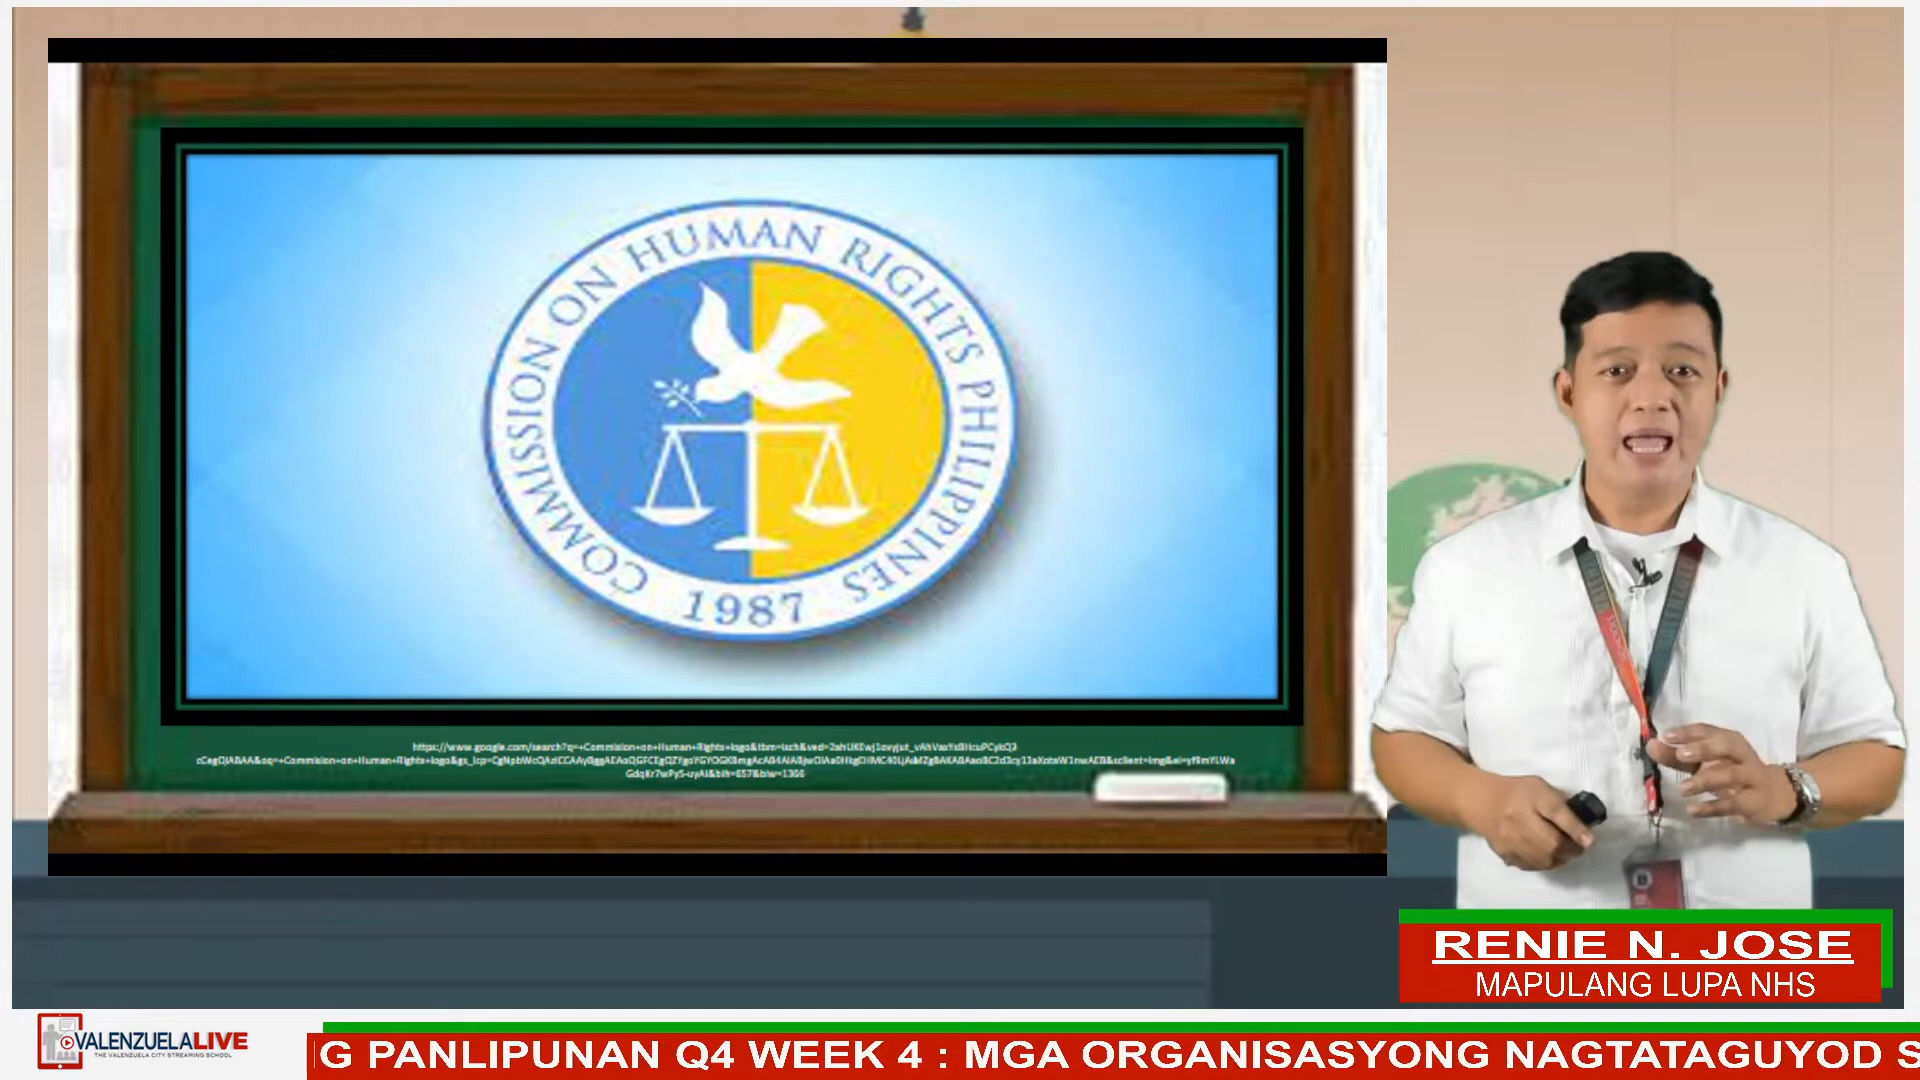 COMMISSION ON HUMAN RIGHTS PHILIPPINES
1987
RENIE N. JOSE
MAPULANG LUPA NHS
VALENZUELALIVE
THE VALENZUELA CITY STREAMING SCHOOL
G PANLIPUNAN Q4 WEEK 4 : MGA ORGANISASYONG NAGTATAGUYOD S